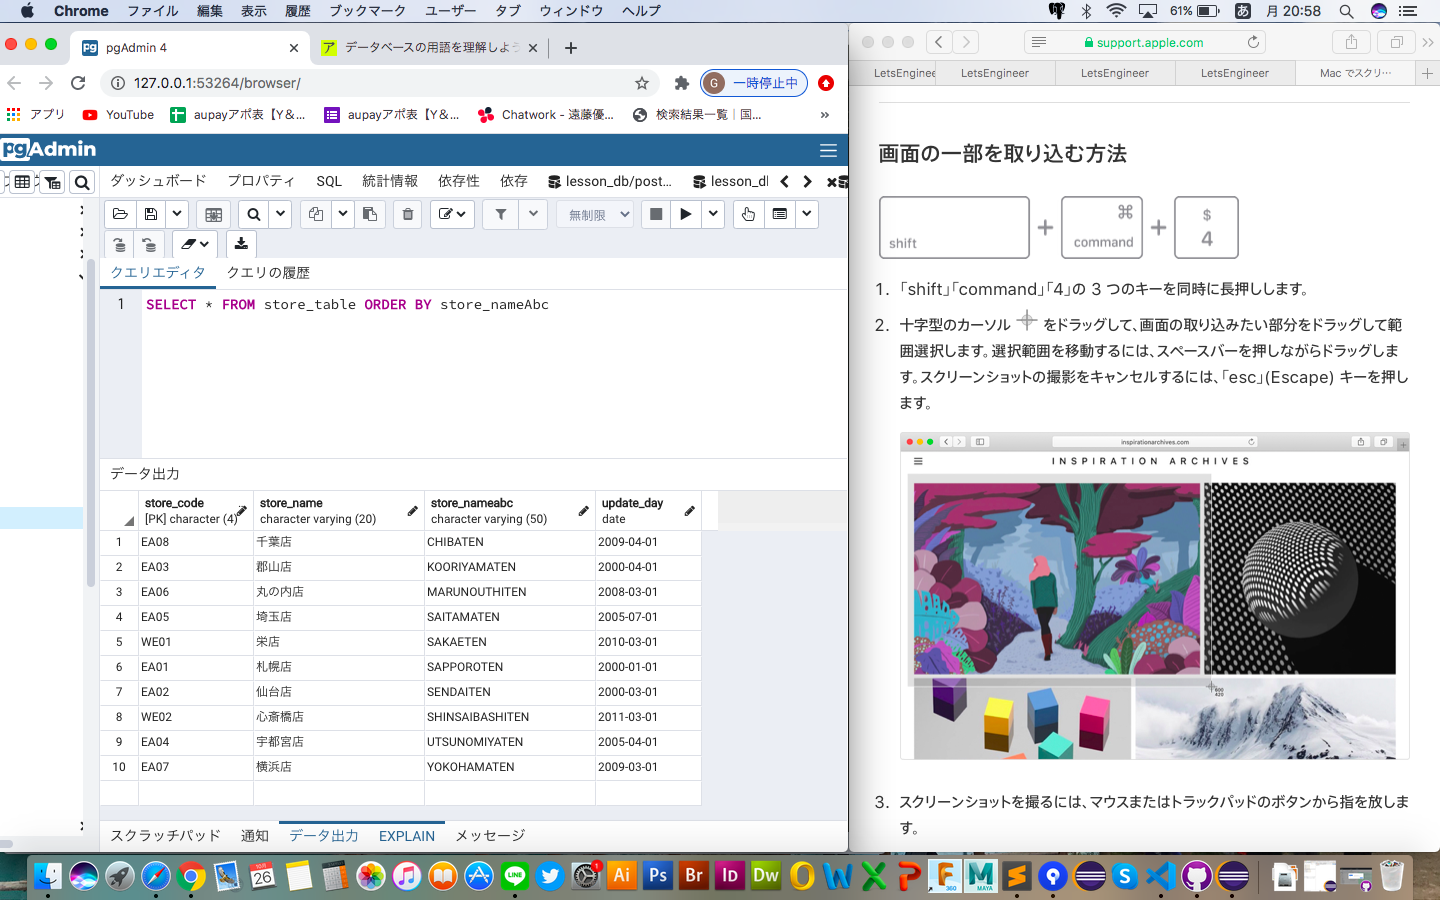 Chrome ファイル 編集 表示 履歴 ブックマーク ユーザー タブ ウィンドウ ヘルプ 61% あ 月 20:58
pgAdmin 4
データベースの用語を理解しよう
127.0.0.1:53264/browser/
G 一時停止中
アプリ YouTube aupayアポ表【Y&... aupayアポ表【Y&... Chatwork - 遠藤優... 検索結果一覧 | 国... »
pgAdmin
ダッシュボード プロパティ SQL 統計情報 依存性 依存 lesson_db/post... lesson_d
無制限
クエリエディタ クエリの履歴
1 SELECT * FROM store_table ORDER BY store_nameAbc
データ出力
store_code store_name store_nameabc update_day
[PK] character (4) character varying (20) character varying (50) date
1 EA08 千葉店 CHIBATEN 2009-04-01
2 EA03 郡山店 KOORIYAMATEN 2000-04-01
3 EA06 丸の内店 MARUNOUTHITEN 2008-03-01
4 EA05 埼玉店 SAITAMATEN 2005-07-01
5 WE01 栄店 SAKAETEN 2010-03-01
6 EA01 札幌店 SAPPOROTEN 2000-01-01
7 EA02 仙台店 SENDAITEN 2000-03-01
8 WE02 心斎橋店 SHINSAIBASHITEN 2011-03-01
9 EA04 宇都宮店 UTSUNOMIYATEN 2005-04-01
10 EA07 横浜店 YOKOHAMATEN 2009-03-01
スクラッチパッド 通知 データ出力 EXPLAIN メッセージ
support.apple.com
LetsEngineer LetsEngineer LetsEngineer LetsEngineer Mac でスクリ...
画面の一部を取り込む方法
shift + ⌘ command + $ 4
1. 「shift」「command」「4」の 3 つのキーを同時に長押しします。
2. 十字型のカーソル をドラッグして、画面の取り込みたい部分をドラッグして範
囲選択します。選択範囲を移動するには、スペースバーを押しながらドラッグしま
す。スクリーンショットの撮影をキャンセルするには、「esc」(Escape) キーを押し
ます。
inspirationarchives.com
INSPIRATION ARCHIVES
600
420
3. スクリーンショットを撮るには、マウスまたはトラックパッドのボタンから指を放しま
す。
26 LINE 1 Ai Ps Br Id Dw F 360 M MAYA S